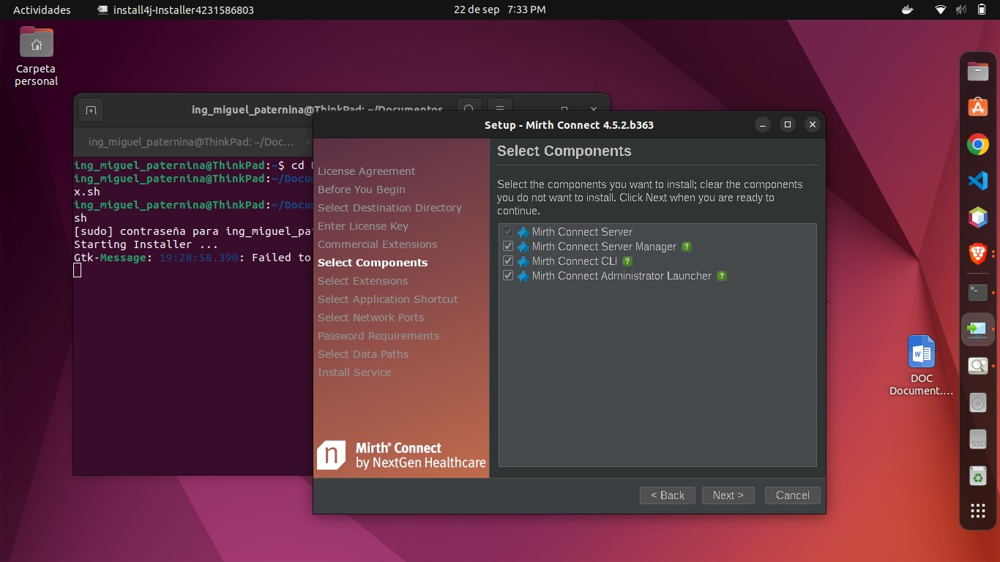 Actividades
install4j-Installer4231586803
22 de sep 7:33 PM
Carpeta
personal
ing_miguel_paternina@ThinkPad: ~/Documentos
ing_miguel_paternina@ThinkPad: ~/Doc...
ing_miguel_paternina@ThinkPad:~$ cd
ing_miguel_paternina@ThinkPad:~/Docu
x.sh
ing_miguel_paternina@ThinkPad:~/Docu
sh
[sudo] contraseña para ing_miguel_pat
Starting Installer ...
Gtk-Message: 19:28:58.390: Failed to
Setup - Mirth Connect 4.5.2.b363
License Agreement
Before You Begin
Select Destination Directory
Enter License Key
Commercial Extensions
Select Components
Select Extensions
Select Application Shortcut
Select Network Ports
Password Requirements
Select Data Paths
Install Service
n
Mirth® Connect
by NextGen Healthcare
Select Components
Select the components you want to install; clear the components
you do not want to install. Click Next when you are ready to
continue.
Mirth Connect Server
Mirth Connect Server Manager ?
Mirth Connect CLI ?
Mirth Connect Administrator Launcher ?
< Back
Next >
Cancel
W
DOC
Document....
>_
SSD